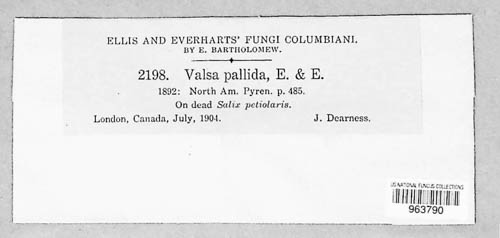 ELLIS AND EVERHARTS' FUNGI COLUMBIANI.
BY E. BARTHOLOMEW.
2198. Valsa pallida, E. & E.
1892: North Am. Pyren. p. 485.
On dead Salix petiolaris.
London, Canada, July, 1904. J. Dearness.
US NATIONAL FUNGUS COLLECTIONS
963790